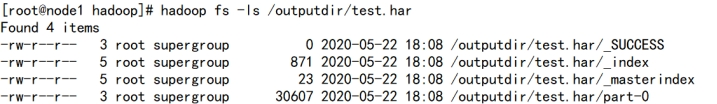 [root@node1 hadoop]# hadoop fs -ls /outputdir/test.har
Found 4 items
-rw-r--r--   3 root supergroup          0 2020-05-22 18:08 /outputdir/test.har/_SUCCESS
-rw-r--r--   5 root supergroup        871 2020-05-22 18:08 /outputdir/test.har/_index
-rw-r--r--   5 root supergroup         23 2020-05-22 18:08 /outputdir/test.har/_masterindex
-rw-r--r--   3 root supergroup      30607 2020-05-22 18:08 /outputdir/test.har/part-0